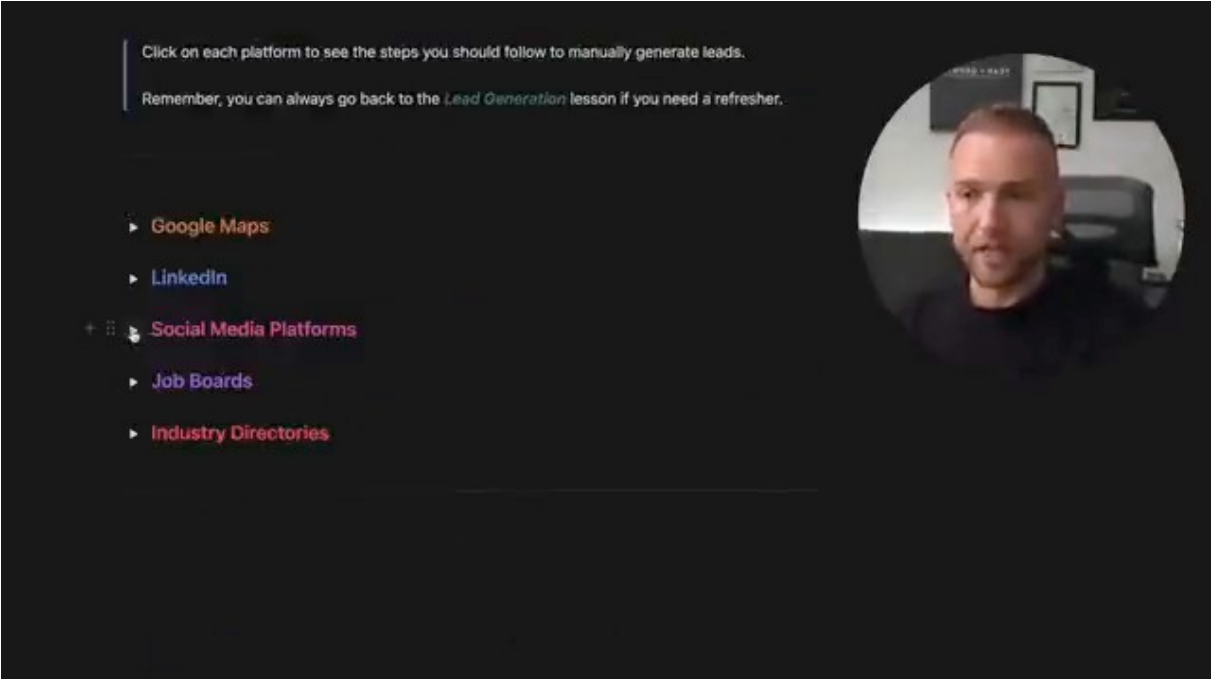 Click on each platform to see the steps you should follow to manually generate leads.
Remember, you can always go back to the Lead Generation lesson if you need a refresher.
Google Maps
LinkedIn
Social Media Platforms
Job Boards
Industry Directories